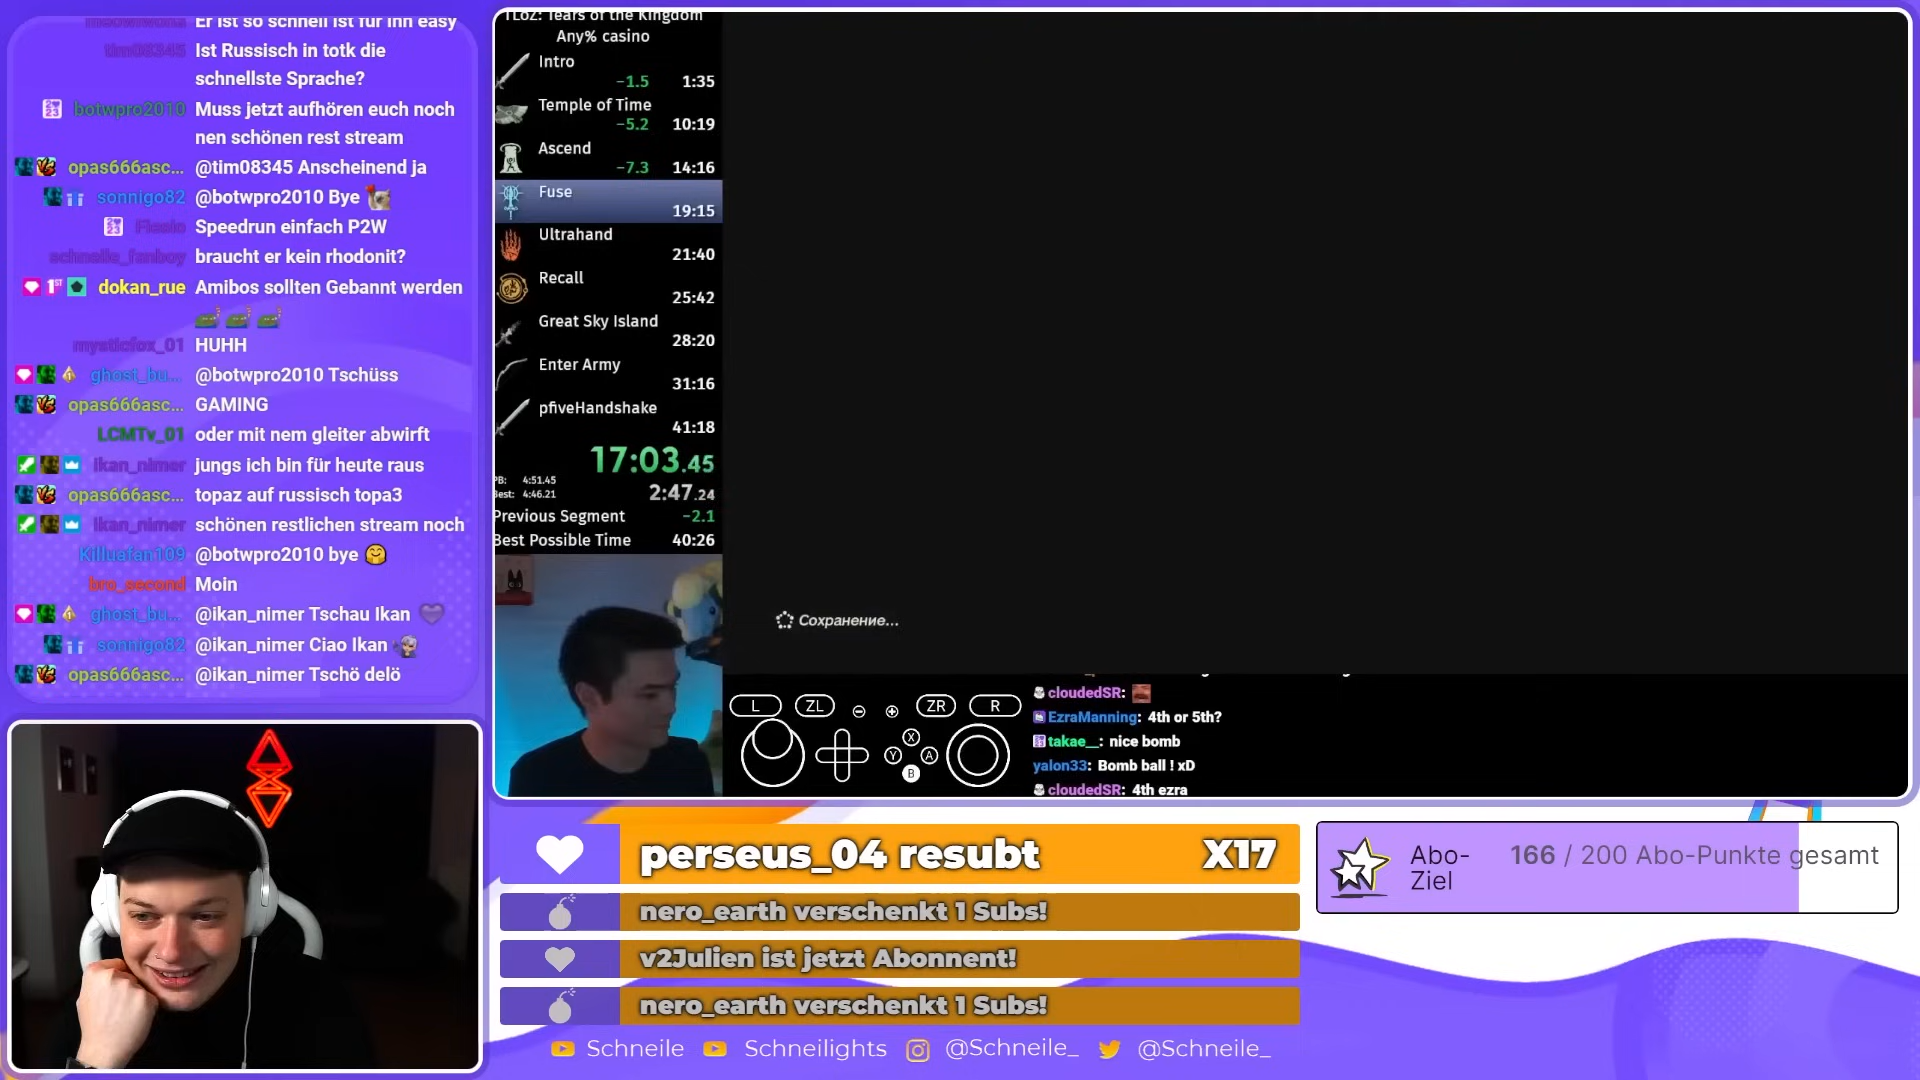 Er ist so schnell ist für ihn easy
tim08345 Ist Russisch in totk die
schnellste Sprache?
botwpro2010 Muss jetzt aufhören euch noch
nen schönen rest stream
opas666asc... @tim08345 Anscheinend ja
sonnigo82 @botwpro2010 Bye
Speedrun einfach P2W
schneile_fanboy braucht er kein rhodonit?
dokan_rue Amibos sollten Gebannt werden
mysticfox_01 HUHH
ghost_bu... @botwpro2010 Tschüss
opas666asc... GAMING
LCMTv_01 oder mit nem gleiter abwirft
ikan_nimer jungs ich bin für heute raus
opas666asc... topaz auf russisch topa3
ikan_nimer schönen restlichen stream noch
Killuafan109 @botwpro2010 bye
bru_second Moin
ghost_bu... @ikan_nimer Tschau Ikan
sonnigo82 @ikan_nimer Ciao Ikan
opas666asc... @ikan_nimer Tschö delö
TLoZ: Tears of the Kingdom
Any% casino
Intro
−1.5 1:35
Temple of Time
−5.2 10:19
Ascend
−7.3 14:16
Fuse
19:15
Ultrahand
21:40
Recall
25:42
Great Sky Island
28:20
Enter Army
31:16
pfiveHandshake
41:18
17:03.45
PB: 4:51.45
Best: 4:46.21
2:47.24
Previous Segment −2.1
Best Possible Time 40:26
Сохранение...
L ZL ZR R
X
Y A
B
cloudedSR:
EzraManning: 4th or 5th?
takae__: nice bomb
yalon33: Bomb ball ! xD
cloudedSR: 4th ezra
perseus_04 resubt X17
nero_earth verschenkt 1 Subs!
v2Julien ist jetzt Abonnent!
nero_earth verschenkt 1 Subs!
Abo-
Ziel
166 / 200 Abo-Punkte gesamt
Schneile Schneilights @Schneile_ @Schneile_